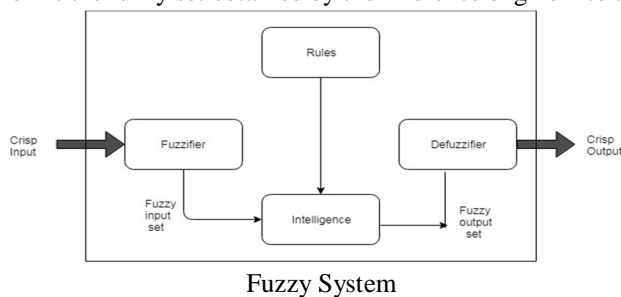 Rules
Crisp
Input
Fuzzifier
Defuzzifier
Crisp
Output
Fuzzy
input
set
Intelligence
Fuzzy
output
set
Fuzzy System